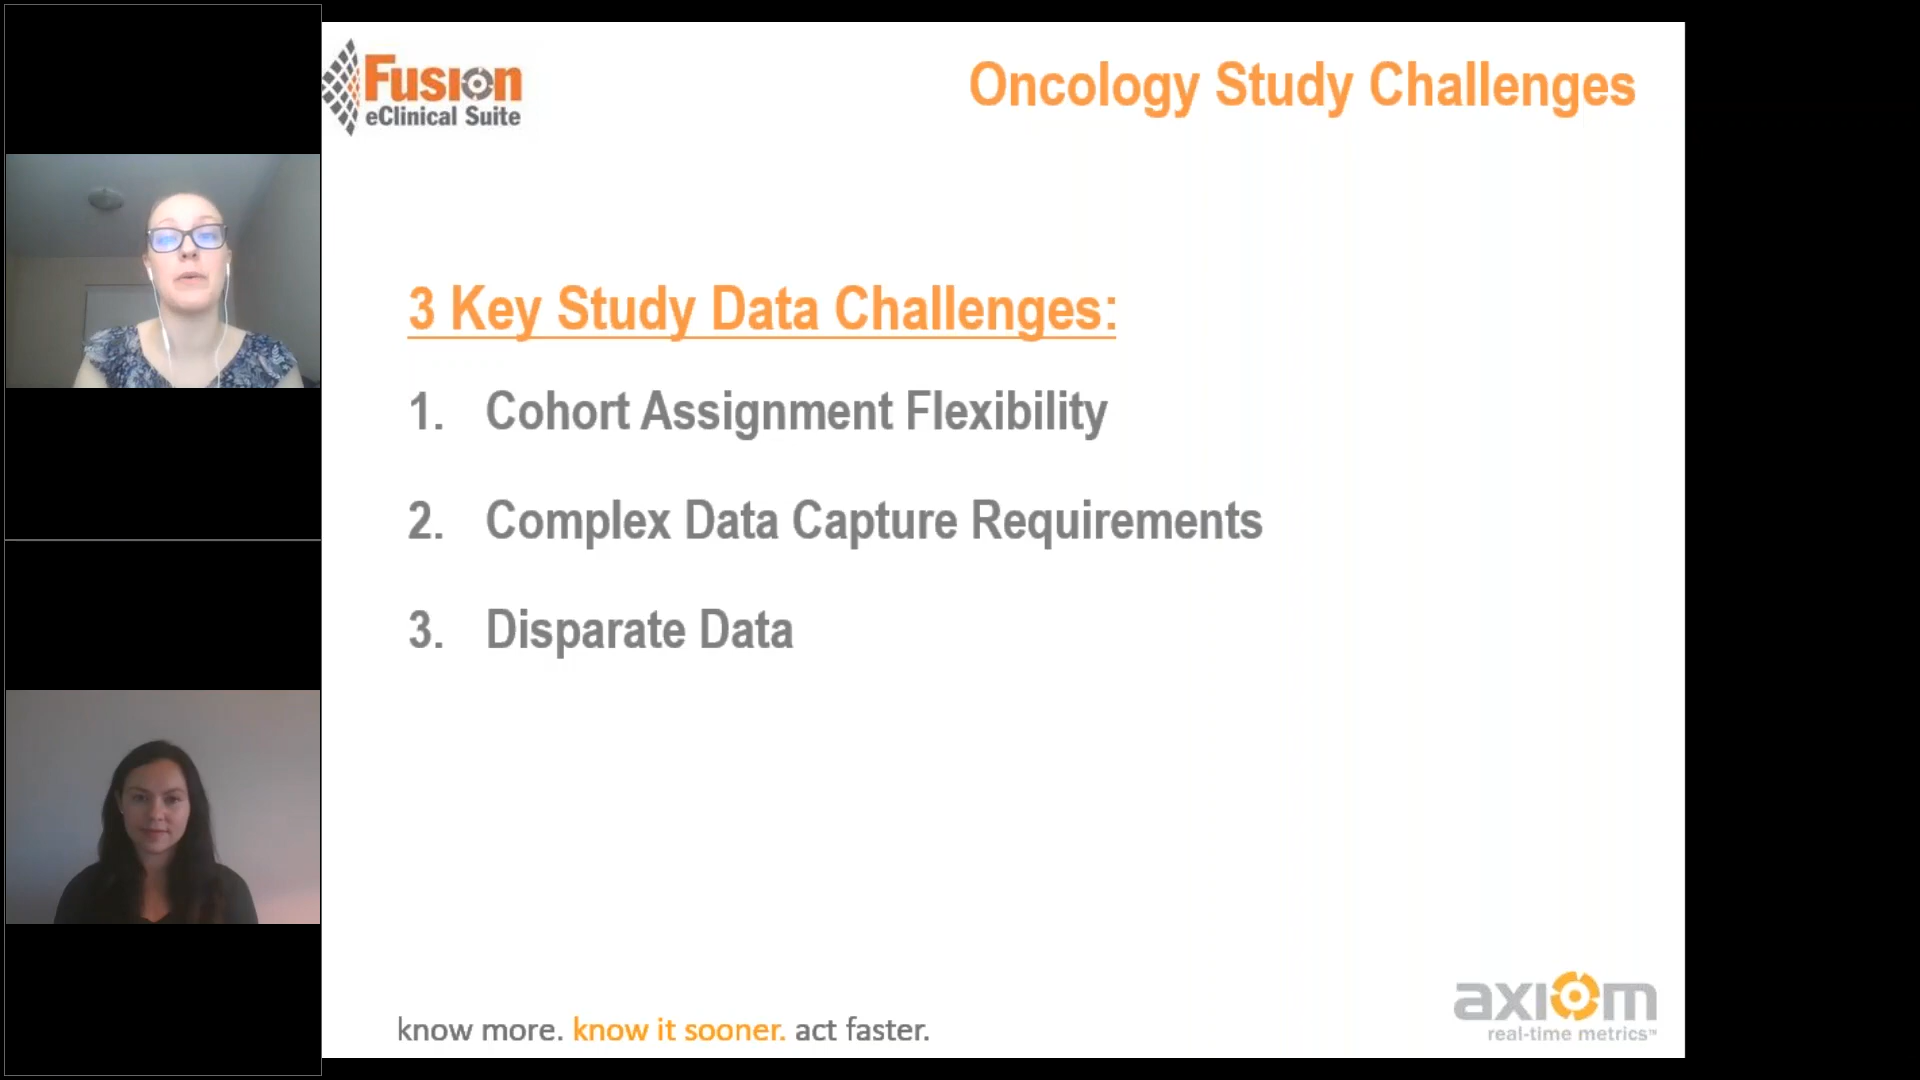 Fusion
eClinical Suite
Oncology Study Challenges
3 Key Study Data Challenges:
1. Cohort Assignment Flexibility
2. Complex Data Capture Requirements
3. Disparate Data
know more. know it sooner. act faster.
axiom
real-time metrics™